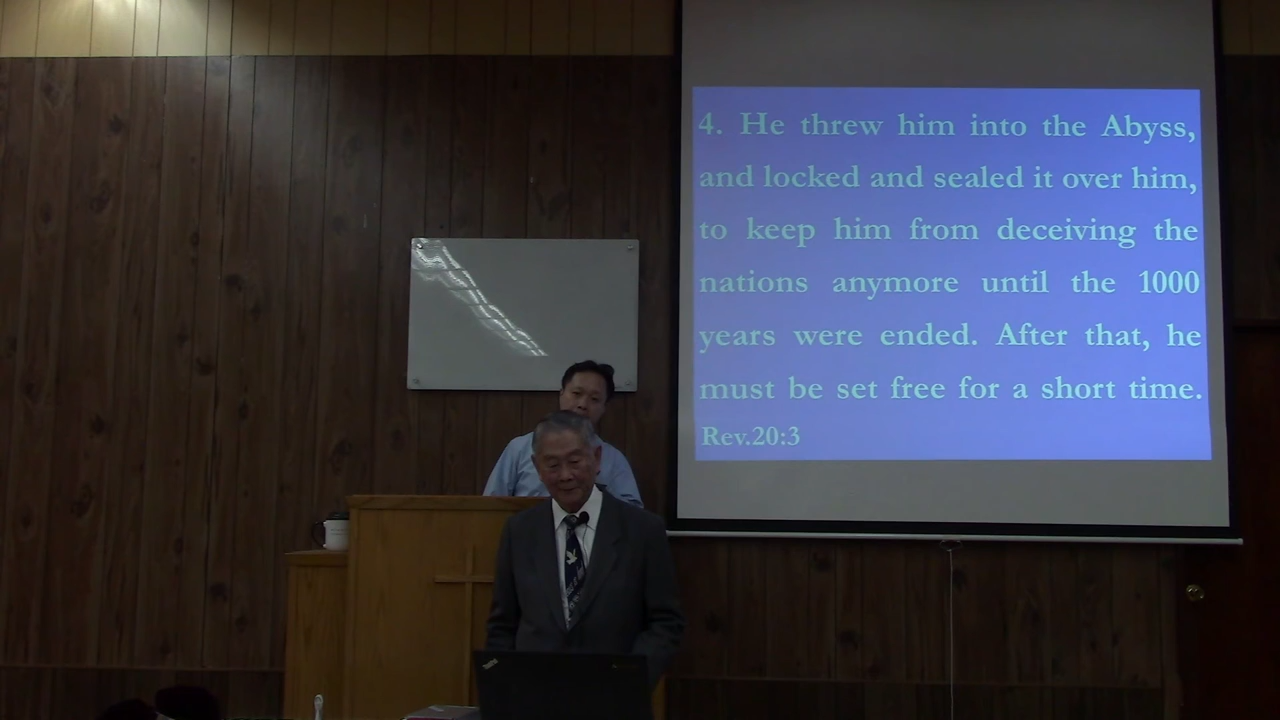 4. He threw him into the Abyss,
and locked and sealed it over him,
to keep him from deceiving the
nations anymore until the 1000
years were ended. After that, he
must be set free for a short time.
Rev.20:3
ThinkPad